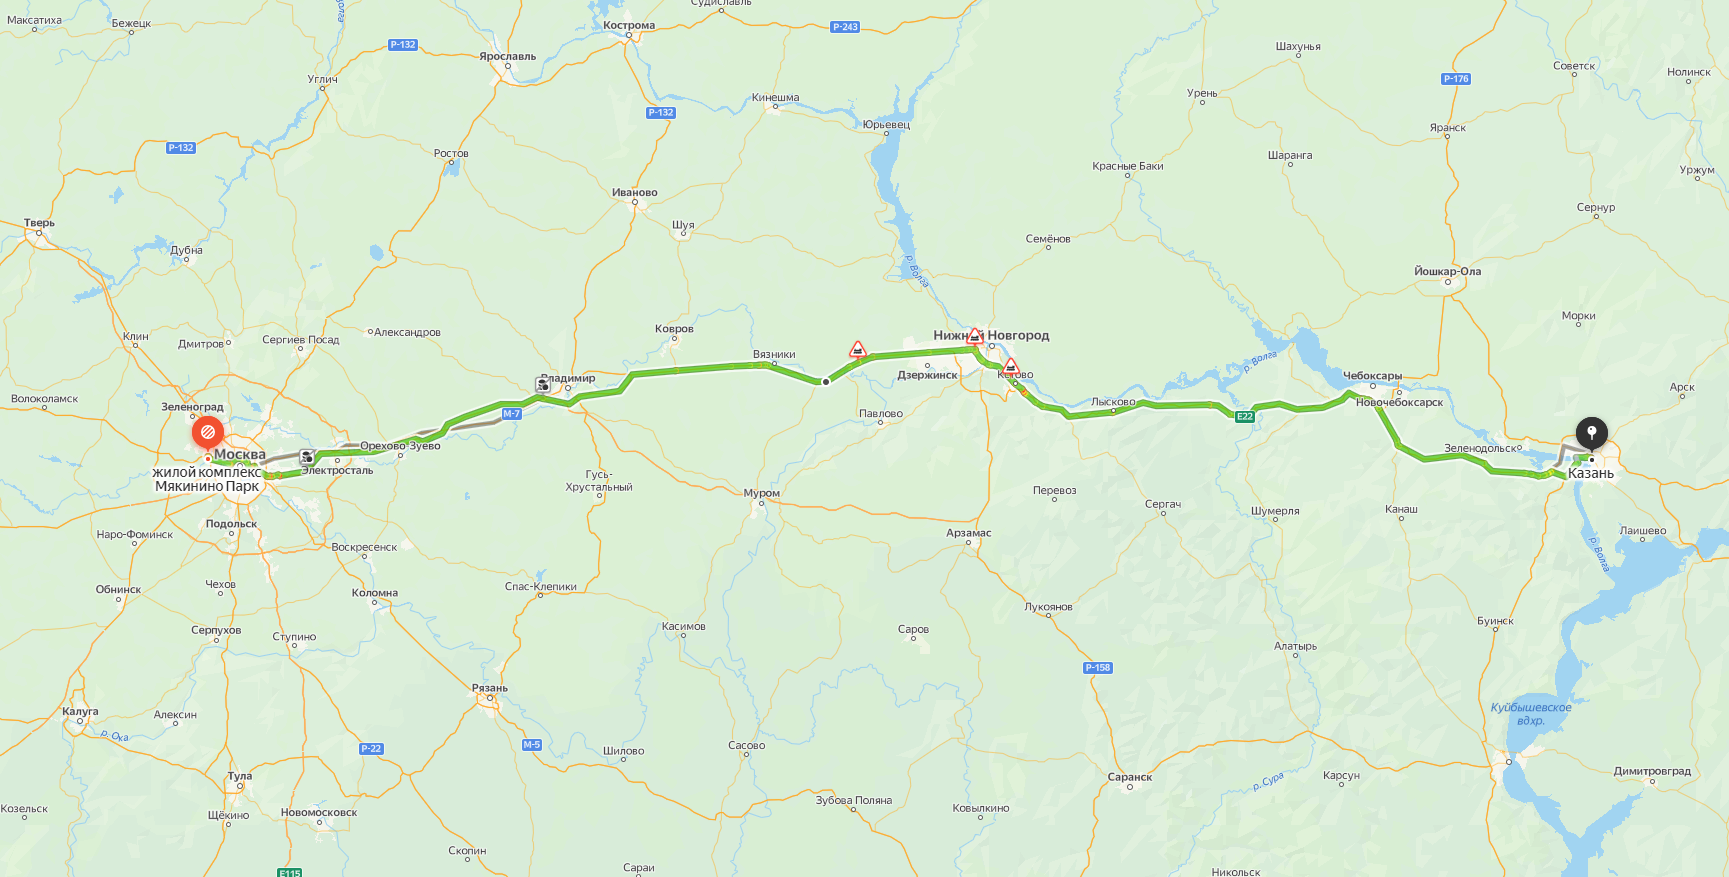 Максатиха
Бежецк
Волга
Судиславль
Кострома
Р-243
Р-132
Ярославль
Шахунья
Советск
Нолинск
Р-176
Углич
Урень
Кинешма
Р-132
Юрьевец
Яранск
Р-132
Ростов
Шаранга
Красные Баки
Уржум
Иваново
Сернур
Тверь
Шуя
Семёнов
Дубна
р. Волга
Йошкар-Ола
Морки
Клин
Дмитров
Сергиев Посад
Александров
Ковров
Нижний Новгород
Вязники
р. Волга
Дзержинск
Владимир
Кстово
Чебоксары
Арск
Волоколамск
Зеленоград
М-7
Павлово
Лысково
Е22
Новочебоксарск
Орехово-Зуево
Зеленодольск
Москва
Электросталь
жилой комплекс
Мякинино Парк
Казань
Гусь-
Хрустальный
Муром
Перевоз
Сергач
Шумерля
Канаш
Подольск
Наро-Фоминск
Воскресенск
Арзамас
Лаишево
р. Волга
Обнинск
Чехов
Коломна
Спас-Клепики
Лукоянов
Буинск
Серпухов
Ступино
Касимов
Саров
Алатырь
Р-158
Рязань
Калуга
Алексин
Куйбышевское
вдхр.
р. Ока
Р-22
М-5
Шилово
Сасово
Тула
Саранск
р. Сура
Карсун
Димитровград
Козельск
Щёкино
Новомосковск
Зубова Поляна
Ковылкино
Скопин
Сараи
Е115
Никольск